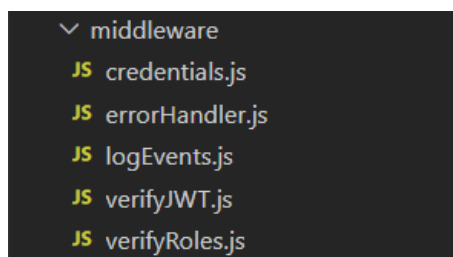 middleware
JS credentials.js
JS errorHandler.js
JS logEvents.js
JS verifyJWT.js
JS verifyRoles.js